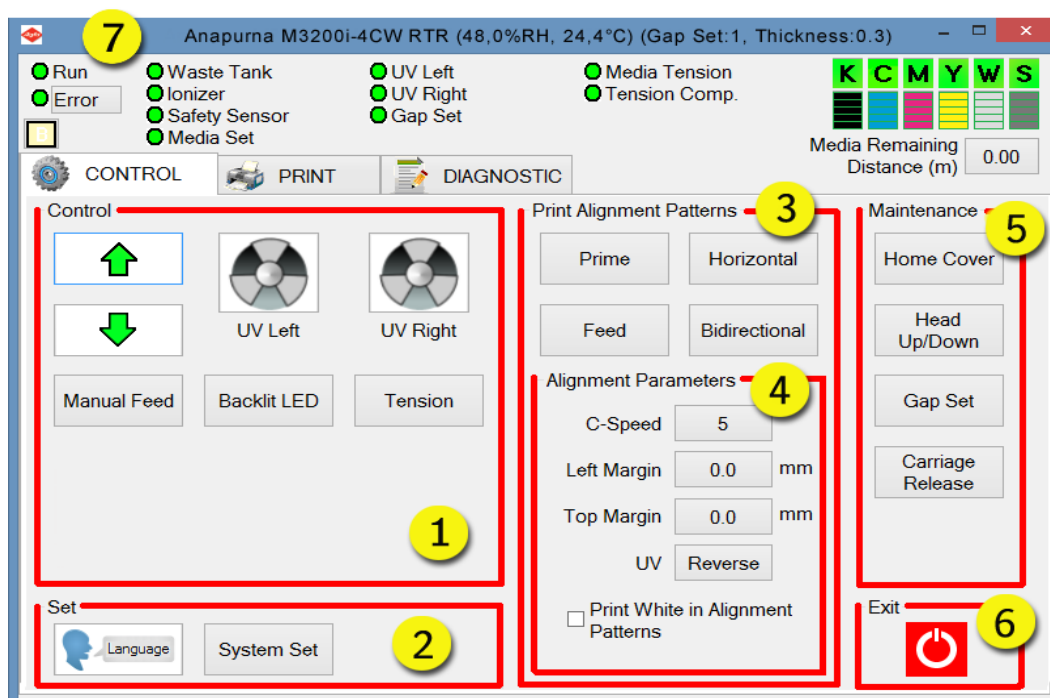 7
Anapurna M3200i-4CW RTR (48,0%RH, 24,4°C) (Gap Set:1, Thickness:0.3)
Run
Waste Tank
UV Left
Media Tension
K C M Y W S
Error
Ionizer
UV Right
Tension Comp.
Safety Sensor
Gap Set
Media Set
Media Remaining
Distance (m)
0.00
CONTROL
PRINT
DIAGNOSTIC
Control
UV Left
UV Right
Manual Feed
Backlit LED
Tension
1
Set
Language
System Set
2
Print Alignment Patterns
3
Prime
Horizontal
Feed
Bidirectional
Alignment Parameters
4
C-Speed
5
Left Margin
0.0
mm
Top Margin
0.0
mm
UV
Reverse
Print White in Alignment
Patterns
Maintenance
5
Home Cover
Head
Up/Down
Gap Set
Carriage
Release
Exit
6